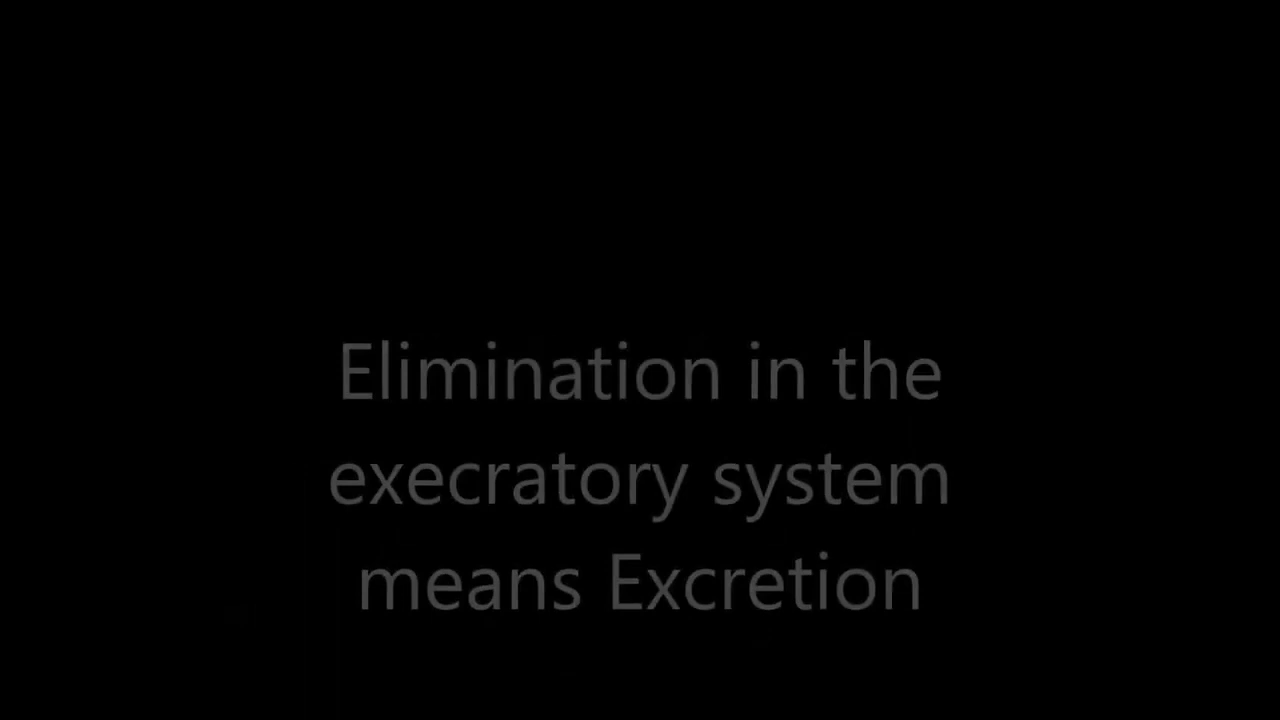 Elimination in the
execratory system
means Excretion